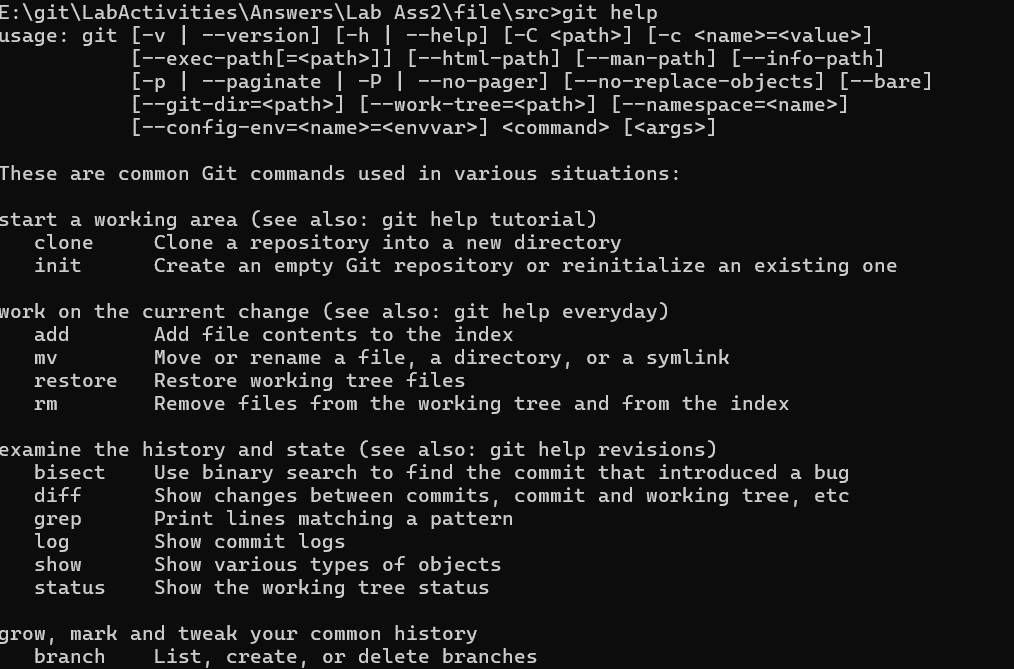 E:\git\LabActivities\Answers\Lab Ass2\file\src>git help
usage: git [-v | --version] [-h | --help] [-C <path>] [-c <name>=<value>]
           [--exec-path[=<path>]] [--html-path] [--man-path] [--info-path]
           [-p | --paginate | -P | --no-pager] [--no-replace-objects] [--bare]
           [--git-dir=<path>] [--work-tree=<path>] [--namespace=<name>]
           [--config-env=<name>=<envvar>] <command> [<args>]

These are common Git commands used in various situations:

start a working area (see also: git help tutorial)
   clone     Clone a repository into a new directory
   init      Create an empty Git repository or reinitialize an existing one

work on the current change (see also: git help everyday)
   add       Add file contents to the index
   mv        Move or rename a file, a directory, or a symlink
   restore   Restore working tree files
   rm        Remove files from the working tree and from the index

examine the history and state (see also: git help revisions)
   bisect    Use binary search to find the commit that introduced a bug
   diff      Show changes between commits, commit and working tree, etc
   grep      Print lines matching a pattern
   log       Show commit logs
   show      Show various types of objects
   status    Show the working tree status

grow, mark and tweak your common history
   branch    List, create, or delete branches